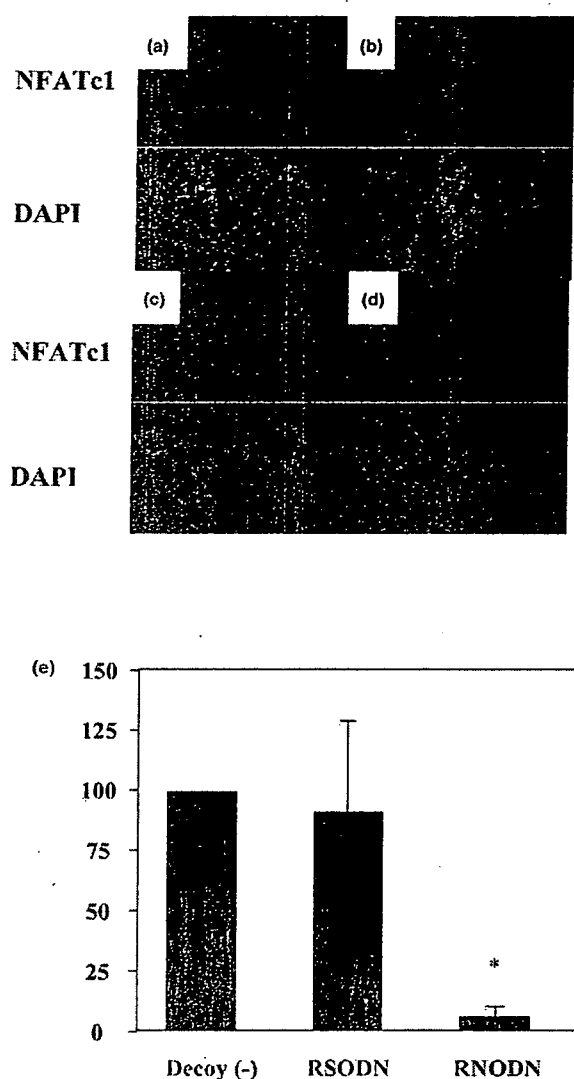 (a) (b)
NFATc1
DAPI
(c) (d)
NFATc1
DAPI
(e)
150
125
100
75
50
25
0
*
Decoy (-) RSODN RNODN